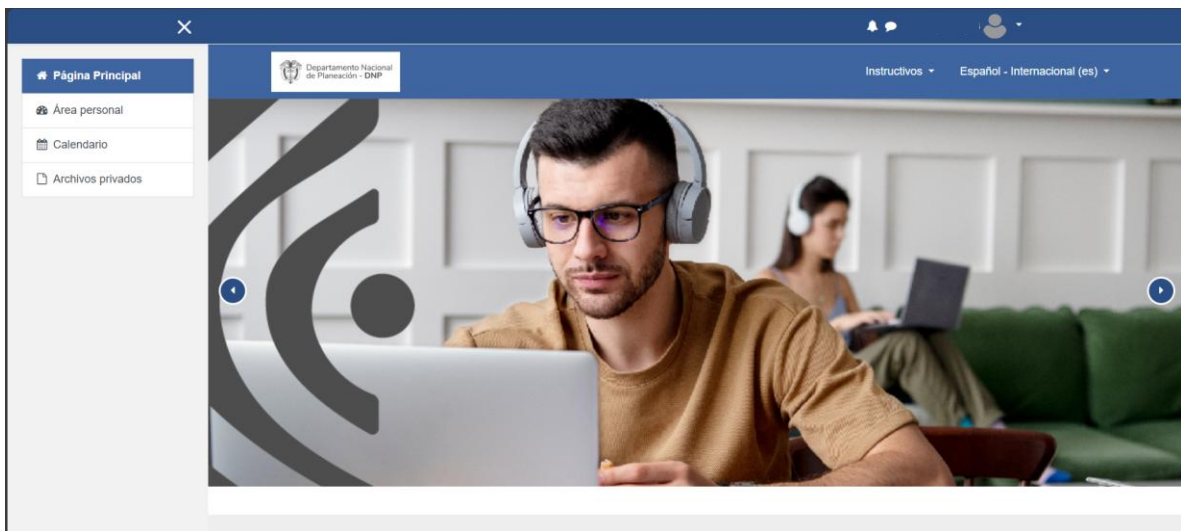 Página Principal
Área personal
Calendario
Archivos privados
Departamento Nacional
de Planeación - DNP
Instructivos
Español - Internacional (es)